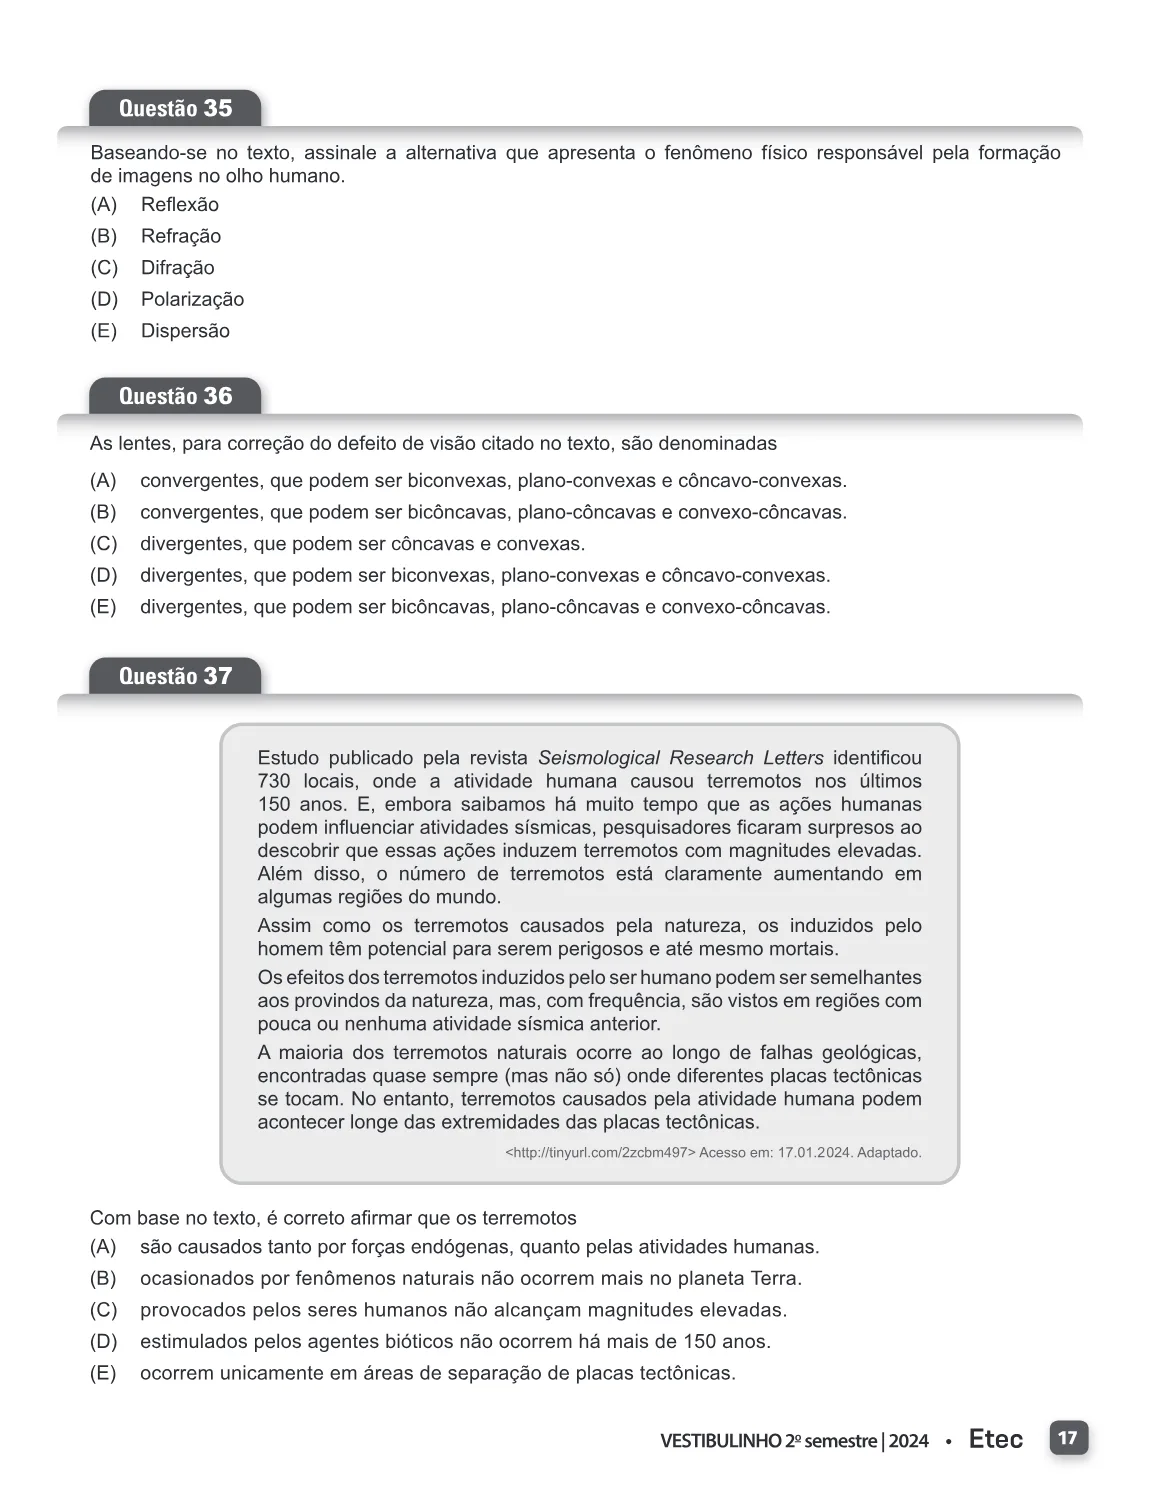 Questão 35
Baseando-se no texto, assinale a alternativa que apresenta o fenômeno físico responsável pela formação
de imagens no olho humano.
(A) Reflexão
(B) Refração
(C) Difração
(D) Polarização
(E) Dispersão
Questão 36
As lentes, para correção do defeito de visão citado no texto, são denominadas
(A) convergentes, que podem ser biconvexas, plano-convexas e côncavo-convexas.
(B) convergentes, que podem ser bicôncavas, plano-côncavas e convexo-côncavas.
(C) divergentes, que podem ser côncavas e convexas.
(D) divergentes, que podem ser biconvexas, plano-convexas e côncavo-convexas.
(E) divergentes, que podem ser bicôncavas, plano-côncavas e convexo-côncavas.
Questão 37
Estudo publicado pela revista Seismological Research Letters identificou
730 locais, onde a atividade humana causou terremotos nos últimos
150 anos. E, embora saibamos há muito tempo que as ações humanas
podem influenciar atividades sísmicas, pesquisadores ficaram surpresos ao
descobrir que essas ações induzem terremotos com magnitudes elevadas.
Além disso, o número de terremotos está claramente aumentando em
algumas regiões do mundo.
Assim como os terremotos causados pela natureza, os induzidos pelo
homem têm potencial para serem perigosos e até mesmo mortais.
Os efeitos dos terremotos induzidos pelo ser humano podem ser semelhantes
aos provindos da natureza, mas, com frequência, são vistos em regiões com
pouca ou nenhuma atividade sísmica anterior.
A maioria dos terremotos naturais ocorre ao longo de falhas geológicas,
encontradas quase sempre (mas não só) onde diferentes placas tectônicas
se tocam. No entanto, terremotos causados pela atividade humana podem
acontecer longe das extremidades das placas tectônicas.
<http://tinyurl.com/2zcbm497> Acesso em: 17.01.2024. Adaptado.
Com base no texto, é correto afirmar que os terremotos
(A) são causados tanto por forças endógenas, quanto pelas atividades humanas.
(B) ocasionados por fenômenos naturais não ocorrem mais no planeta Terra.
(C) provocados pelos seres humanos não alcançam magnitudes elevadas.
(D) estimulados pelos agentes bióticos não ocorrem há mais de 150 anos.
(E) ocorrem unicamente em áreas de separação de placas tectônicas.
VESTIBULINHO 2º semestre | 2024 • Etec 17